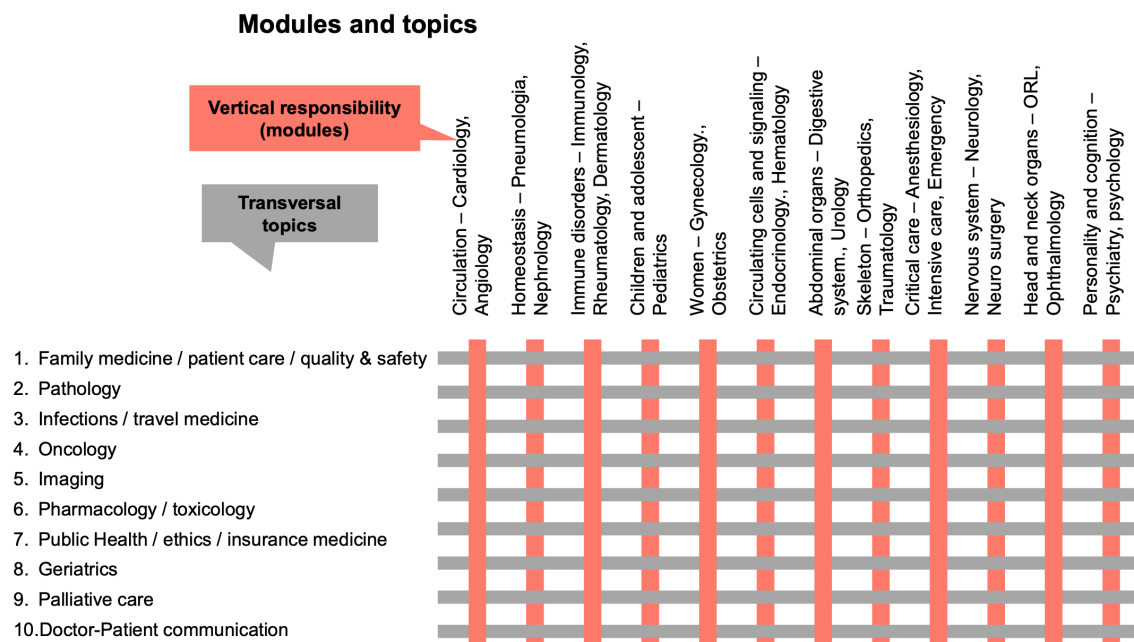 Modules and topics
Vertical responsibility
(modules)
Transversal
topics
Circulation – Cardiology,
Angiology
Homeostasis – Pneumologia,
Nephrology
Immune disorders – Immunology,
Rheumatology, Dermatology
Children and adolescent –
Pediatrics
Women – Gynecology.,
Obstetrics
Circulating cells and signaling –
Endocrinology., Hematology
Abdominal organs – Digestive
system., Urology
Skeleton – Orthopedics,
Traumatology
Critical care – Anesthesiology,
Intensive care, Emergency
Nervous system – Neurology,
Neuro surgery
Head and neck organs – ORL,
Ophthalmology
Personality and cognition –
Psychiatry, psychology
1. Family medicine / patient care / quality & safety
2. Pathology
3. Infections / travel medicine
4. Oncology
5. Imaging
6. Pharmacology / toxicology
7. Public Health / ethics / insurance medicine
8. Geriatrics
9. Palliative care
10.Doctor-Patient communication